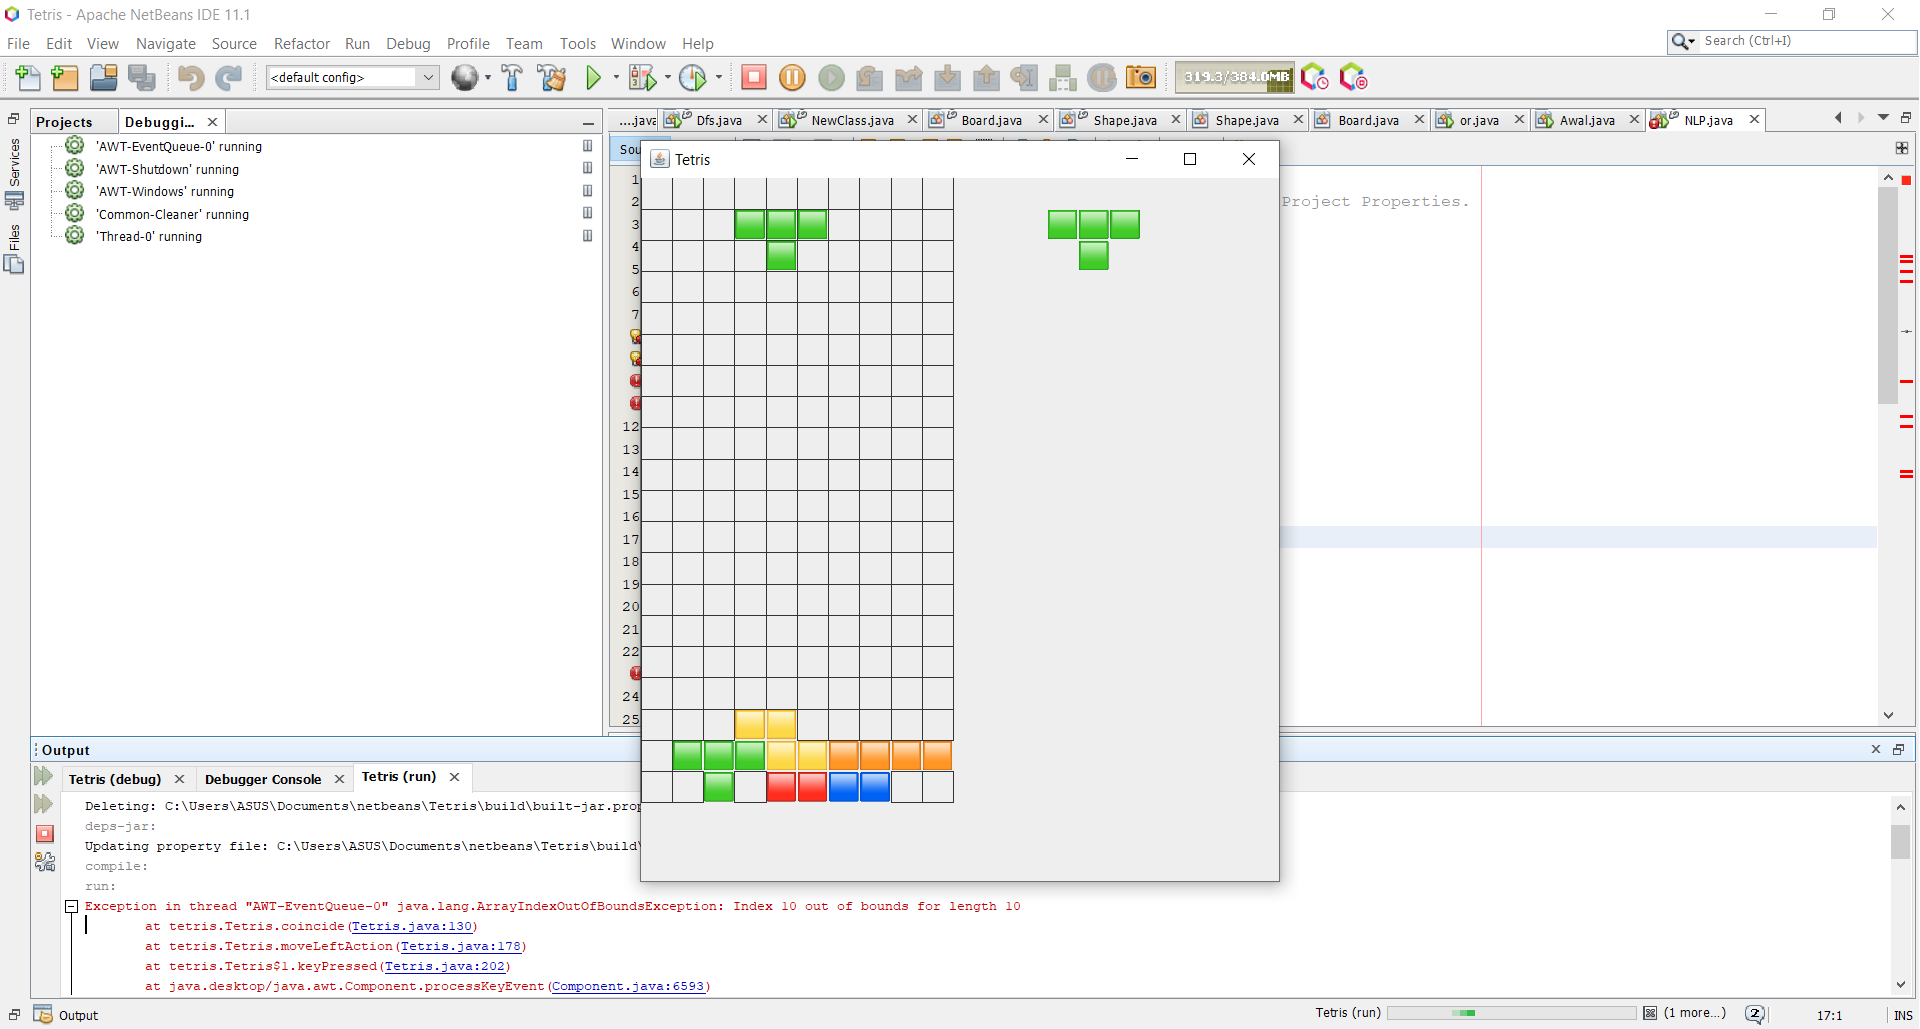 Tetris - Apache NetBeans IDE 11.1
File Edit View Navigate Source Refactor Run Debug Profile Team Tools Window Help
Search (Ctrl+I)
<default config>
319.3/384.0MB
Projects
Debuggi...
....java
Dfs.java
NewClass.java
Board.java
Shape.java
Shape.java
Board.java
or.java
Awal.java
NLP.java
Services
Files
'AWT-EventQueue-0' running
'AWT-Shutdown' running
'AWT-Windows' running
'Common-Cleaner' running
'Thread-0' running
Sou
Tetris
1
2
Project Properties.
3
4
5
6
7
12
13
14
15
16
17
18
19
20
21
22
24
25
Output
Tetris (debug)
Debugger Console
Tetris (run)
Deleting: C:\Users\ASUS\Documents\netbeans\Tetris\build\built-jar.prop
deps-jar:
Updating property file: C:\Users\ASUS\Documents\netbeans\Tetris\build\
compile:
run:
Exception in thread "AWT-EventQueue-0" java.lang.ArrayIndexOutOfBoundsException: Index 10 out of bounds for length 10
at tetris.Tetris.coincide(Tetris.java:130)
at tetris.Tetris.moveLeftAction(Tetris.java:178)
at tetris.Tetris$1.keyPressed(Tetris.java:202)
at java.desktop/java.awt.Component.processKeyEvent(Component.java:6593)
Output
Tetris (run)
(1 more...)
2
17:1
INS